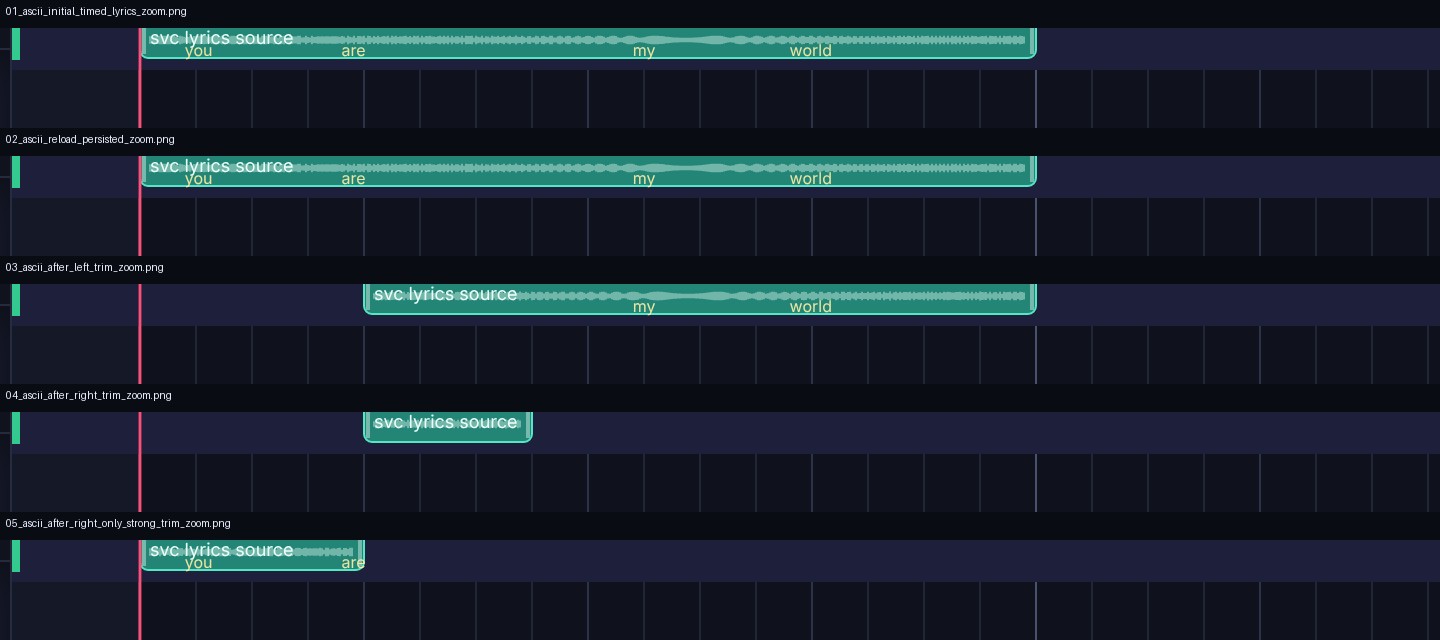 01_ascii_initial_timed_lyrics_zoom.png
svc lyrics source
you are my world
02_ascii_reload_persisted_zoom.png
svc lyrics source
you are my world
03_ascii_after_left_trim_zoom.png
svc lyrics source
my world
04_ascii_after_right_trim_zoom.png
svc lyrics source
05_ascii_after_right_only_strong_trim_zoom.png
svc lyrics source
you are